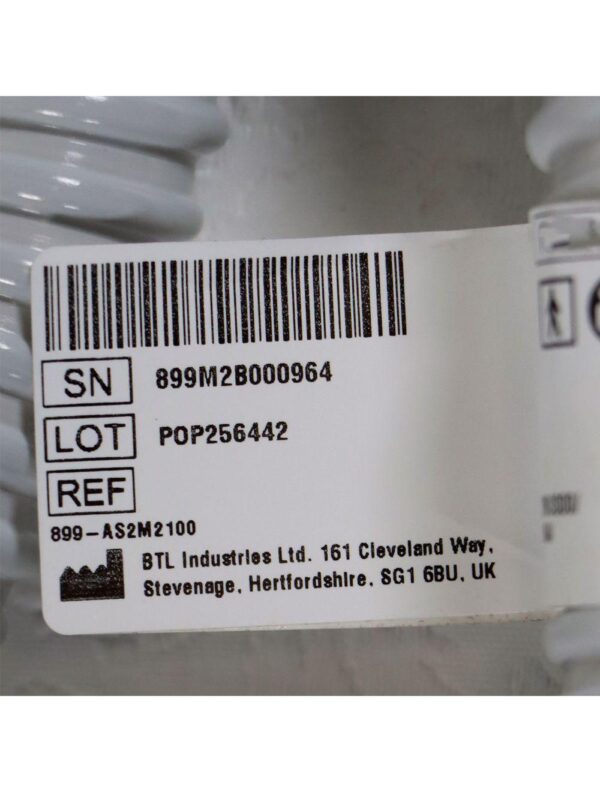 SN 899M2B000964
LOT POP256442
REF
899-AS2M2100
BTL Industries Ltd. 161 Cleveland Way,
Stevenage, Hertfordshire, SG1 6BU, UK